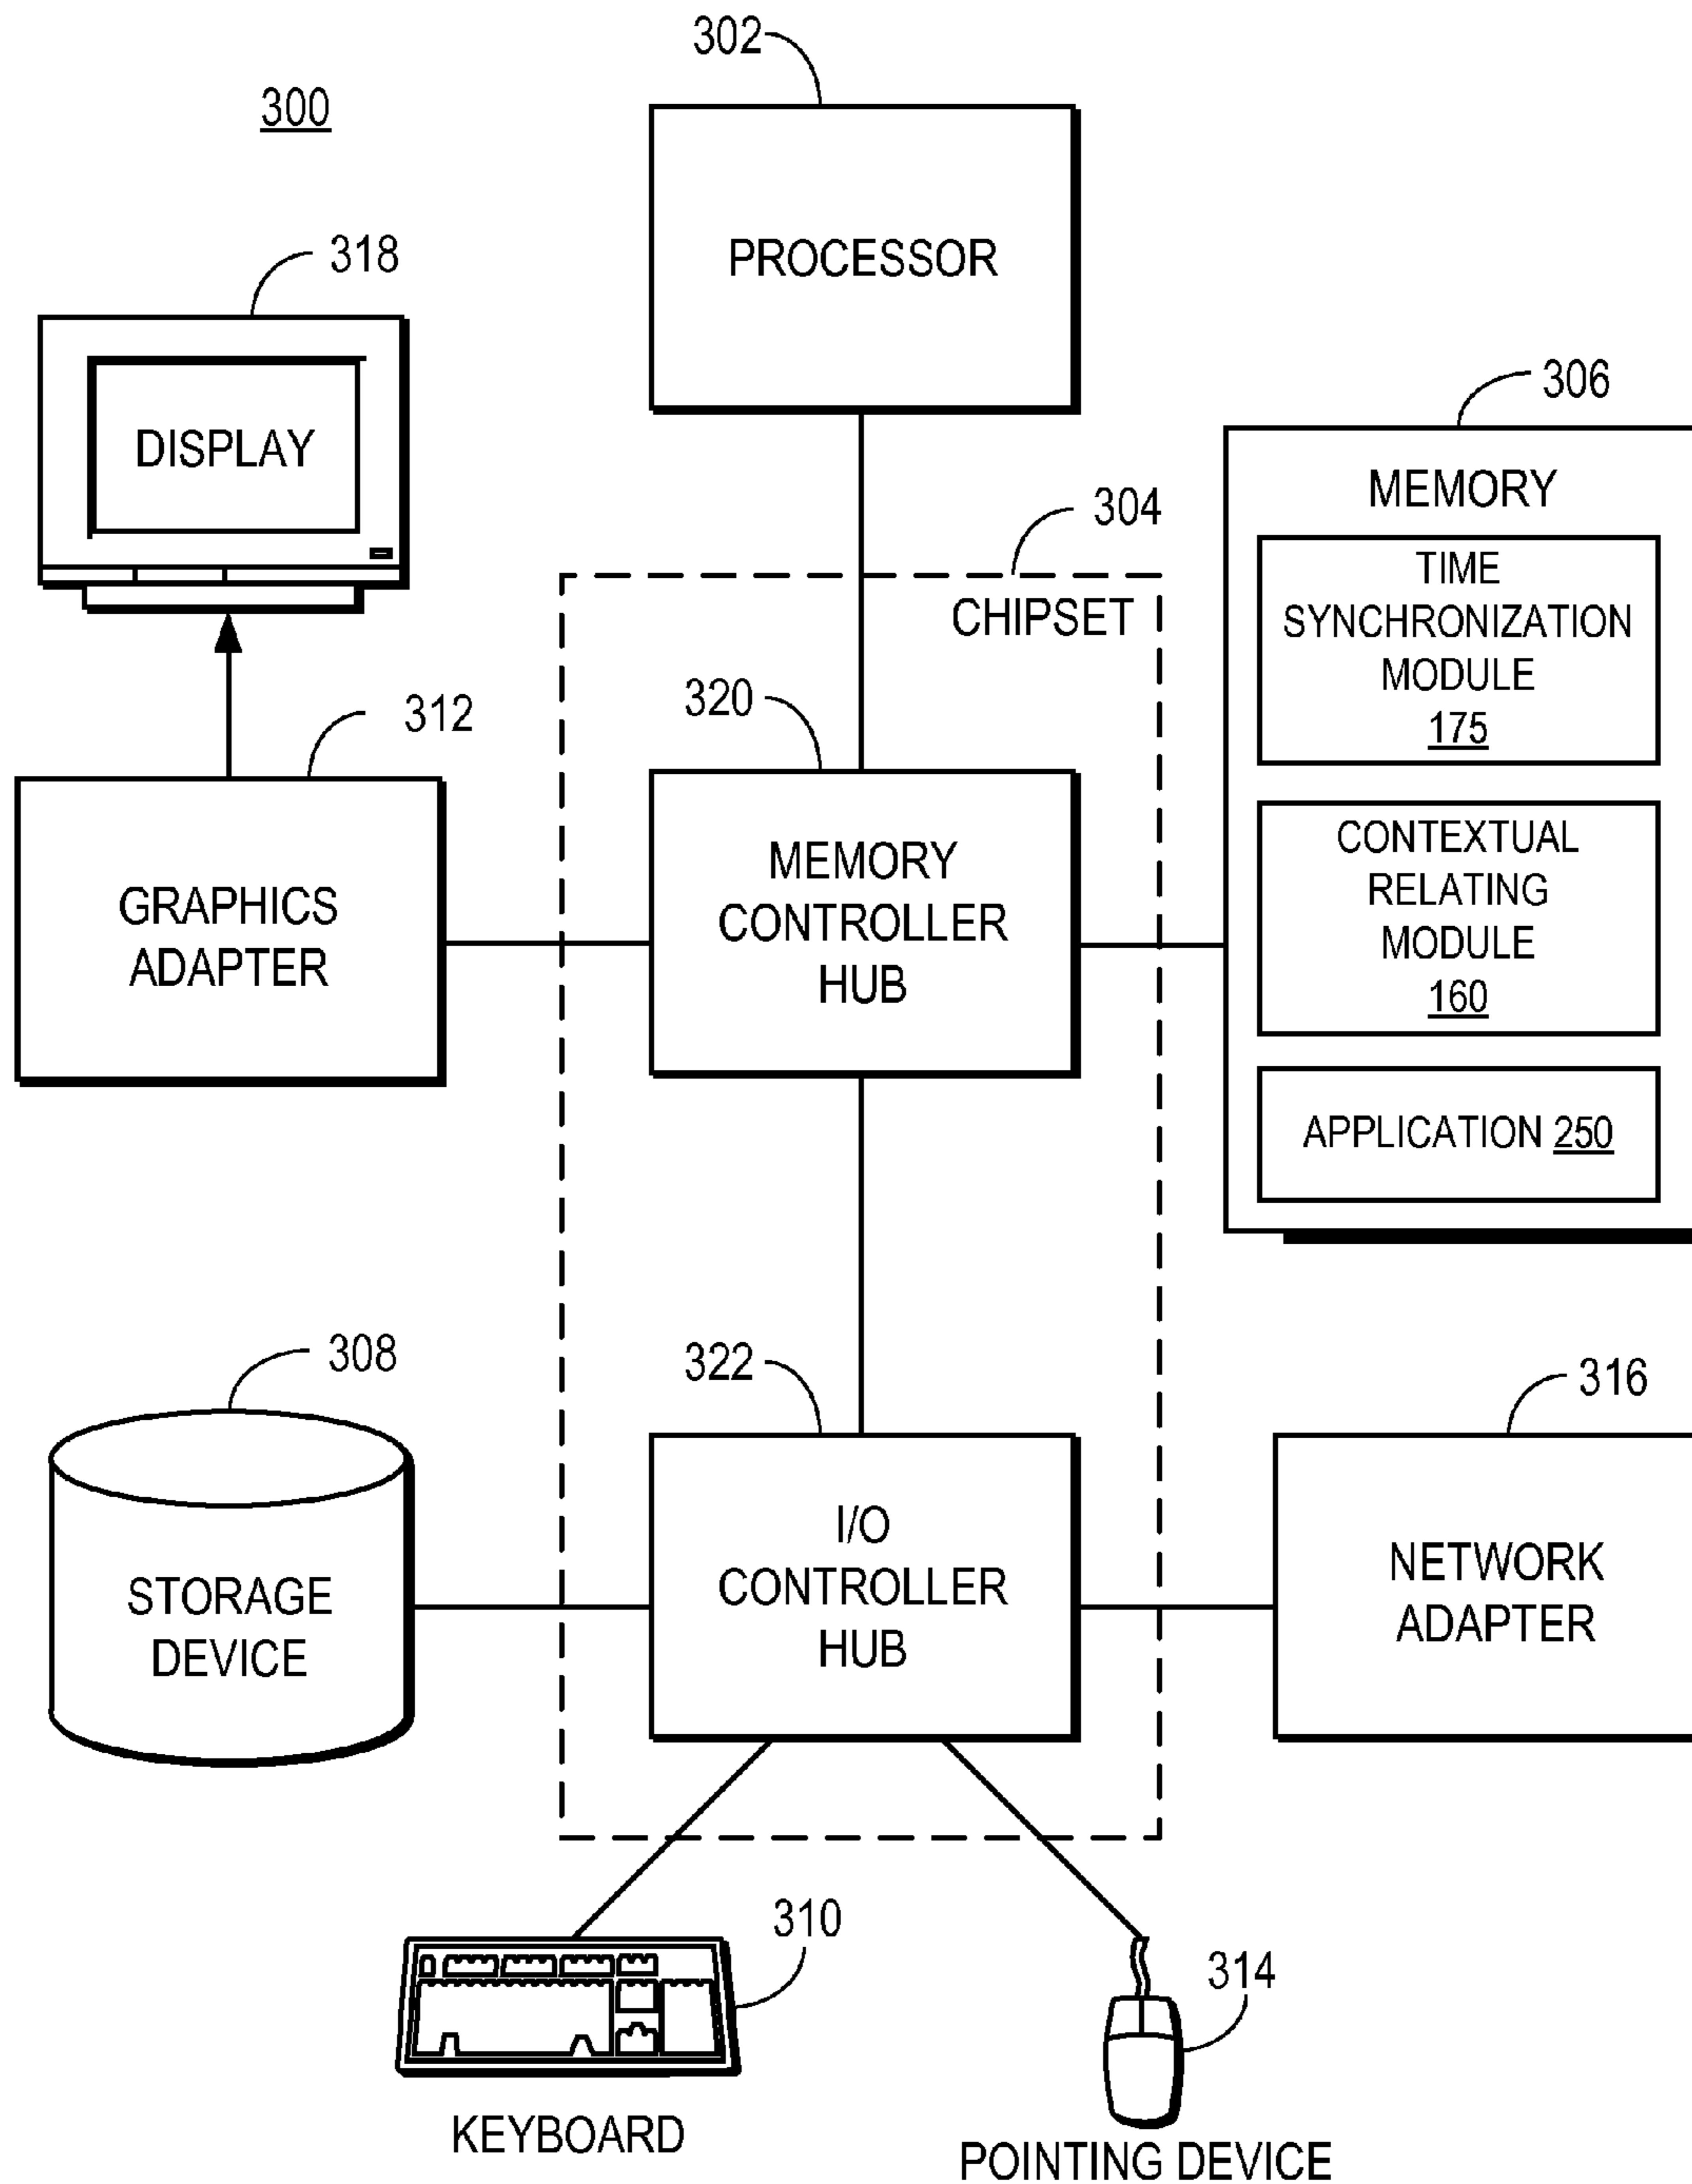 302
300
PROCESSOR
318
DISPLAY
306
MEMORY
TIME
SYNCHRONIZATION
MODULE
175
CONTEXTUAL
RELATING
MODULE
160
APPLICATION 250
304
CHIPSET
312
GRAPHICS
ADAPTER
320
MEMORY
CONTROLLER
HUB
308
STORAGE
DEVICE
322
I/O
CONTROLLER
HUB
316
NETWORK
ADAPTER
310
KEYBOARD
314
POINTING DEVICE